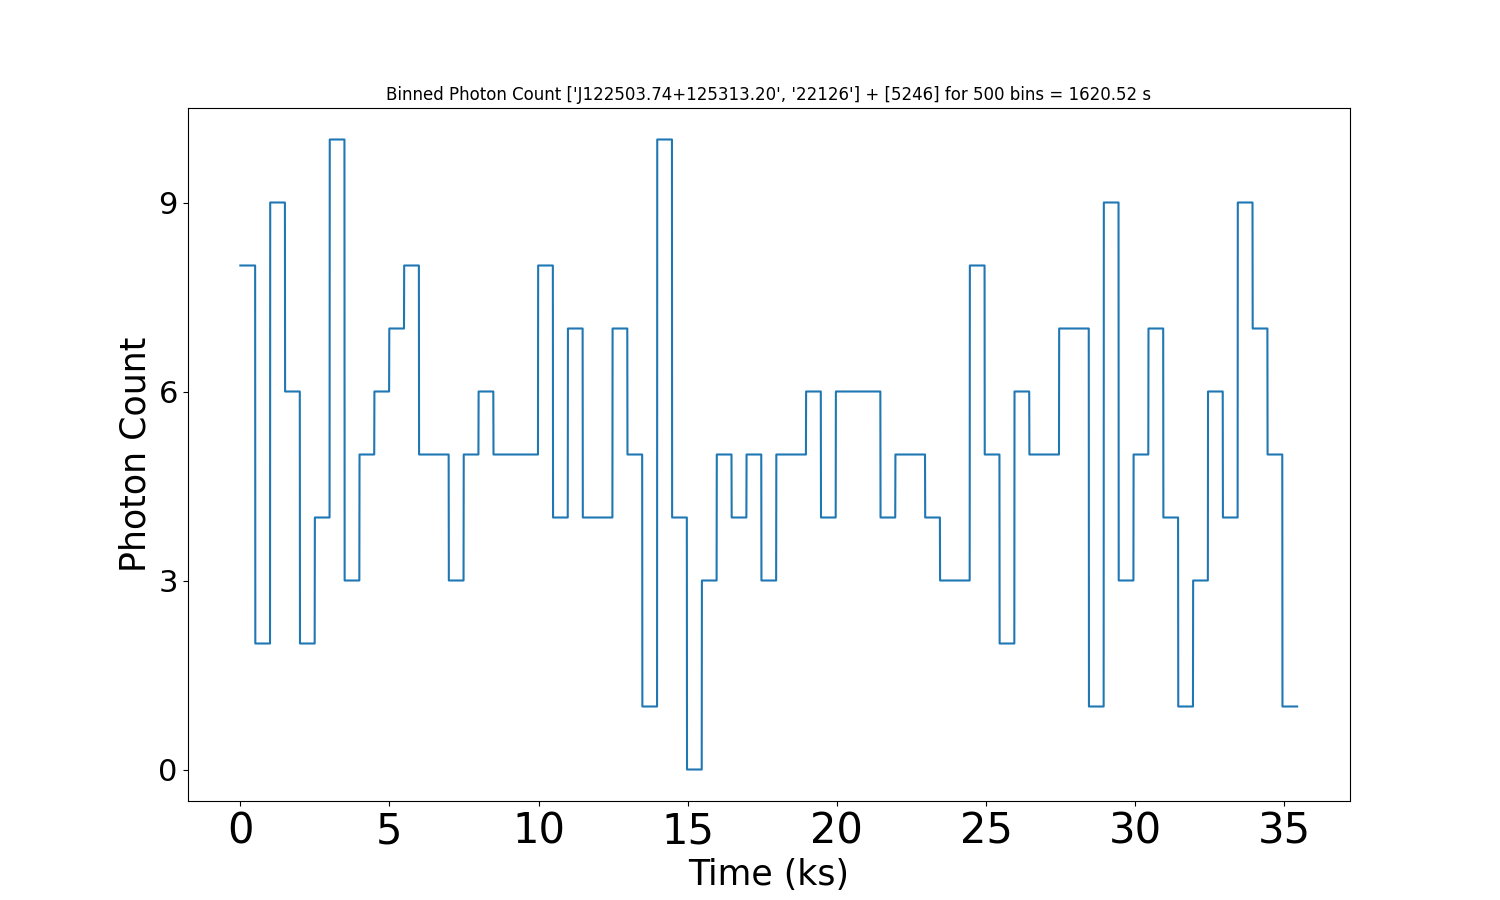 Binned Photon Count ['J122503.74+125313.20', '22126'] + [5246] for 500 bins = 1620.52 s
9
6
3
0
Photon Count
0 5 10 15 20 25 30 35
Time (ks)